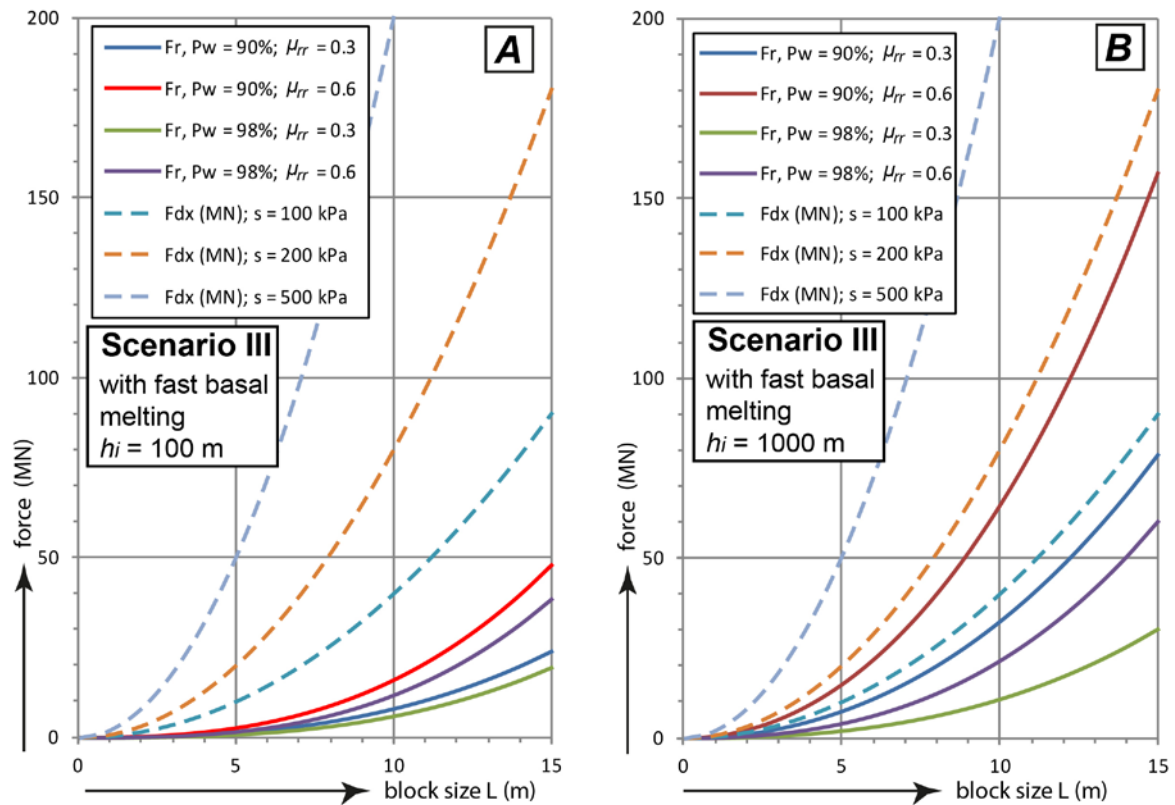 200
150
100
50
0
0
5
10
15
force (MN)
block size L (m)
A
Fr, Pw = 90%; μrr = 0.3
Fr, Pw = 90%; μrr = 0.6
Fr, Pw = 98%; μrr = 0.3
Fr, Pw = 98%; μrr = 0.6
Fdx (MN); s = 100 kPa
Fdx (MN); s = 200 kPa
Fdx (MN); s = 500 kPa
Scenario III
with fast basal
melting
hi = 100 m
200
150
100
50
0
0
5
10
15
force (MN)
block size L (m)
B
Fr, Pw = 90%; μrr = 0.3
Fr, Pw = 90%; μrr = 0.6
Fr, Pw = 98%; μrr = 0.3
Fr, Pw = 98%; μrr = 0.6
Fdx (MN); s = 100 kPa
Fdx (MN); s = 200 kPa
Fdx (MN); s = 500 kPa
Scenario III
with fast basal
melting
hi = 1000 m